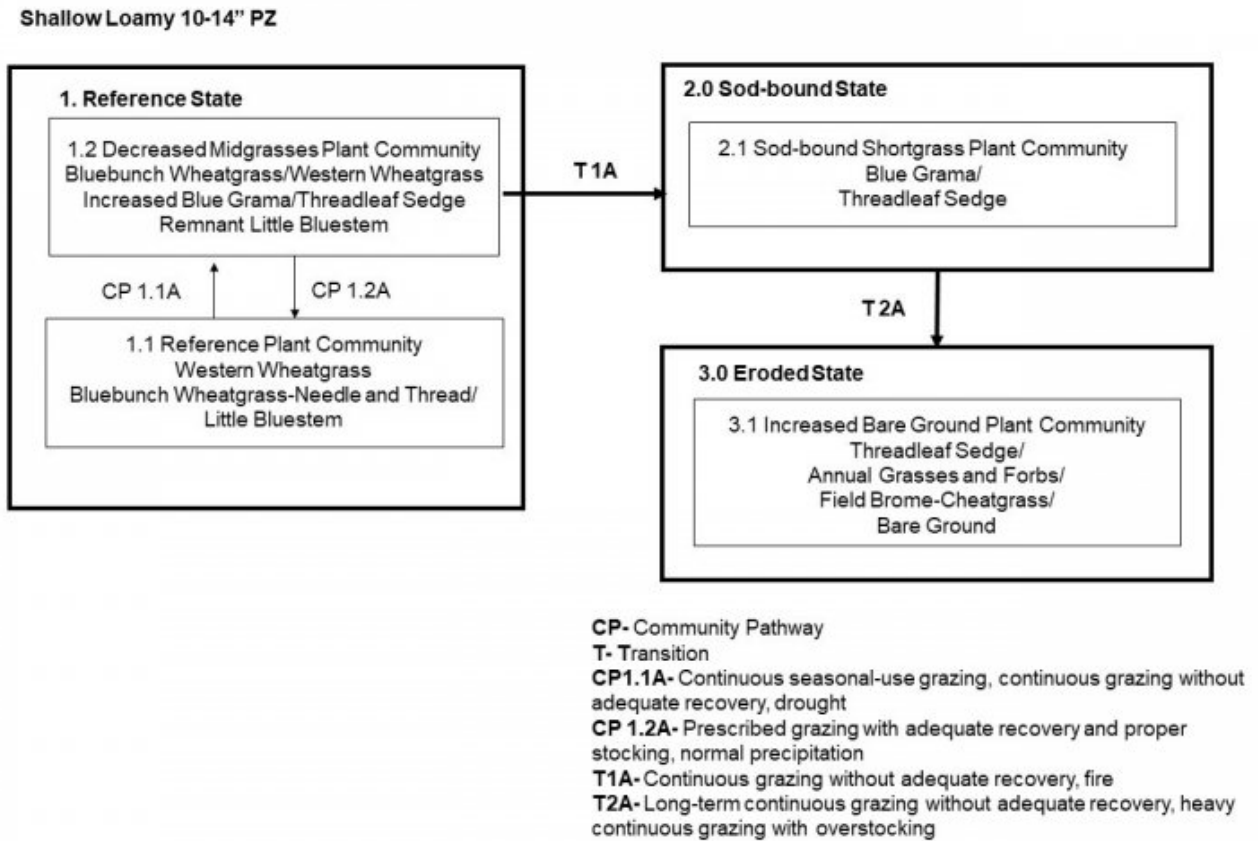 Shallow Loamy 10-14” PZ
1. Reference State
1.2 Decreased Midgrasses Plant Community
Bluebunch Wheatgrass/Western Wheatgrass
Increased Blue Grama/Threadleaf Sedge
Remnant Little Bluestem
CP 1.1A
CP 1.2A
1.1 Reference Plant Community
Western Wheatgrass
Bluebunch Wheatgrass-Needle and Thread/
Little Bluestem
T1A
2.0 Sod-bound State
2.1 Sod-bound Shortgrass Plant Community
Blue Grama/
Threadleaf Sedge
T2A
3.0 Eroded State
3.1 Increased Bare Ground Plant Community
Threadleaf Sedge/
Annual Grasses and Forbs/
Field Brome-Cheatgrass/
Bare Ground
CP- Community Pathway
T- Transition
CP1.1A- Continuous seasonal-use grazing, continuous grazing without
adequate recovery, drought
CP 1.2A- Prescribed grazing with adequate recovery and proper
stocking, normal precipitation
T1A- Continuous grazing without adequate recovery, fire
T2A- Long-term continuous grazing without adequate recovery, heavy
continuous grazing with overstocking